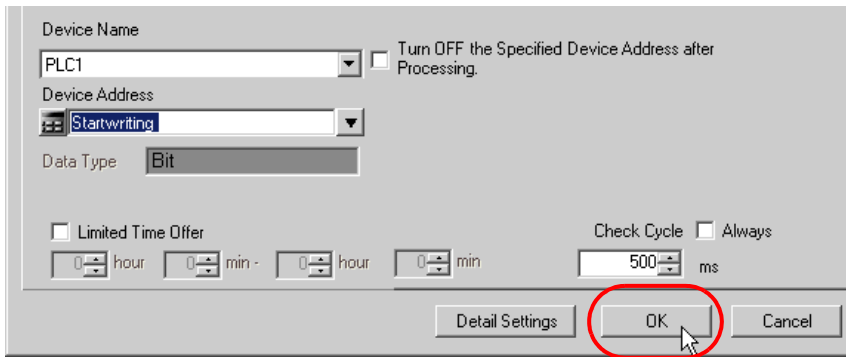 Device Name
PLC1
Turn OFF the Specified Device Address after
Processing.
Device Address
Startwriting
Data Type Bit
Limited Time Offer Check Cycle Always
0 hour 0 min - 0 hour 0 min 500 ms
Detail Settings OK Cancel